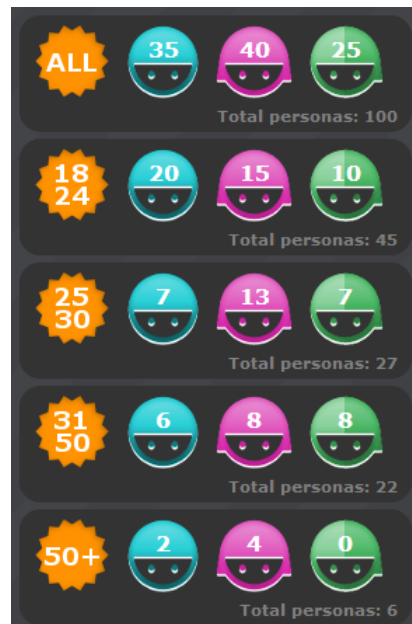 ALL 35 40 25
Total personas: 100
18 24 20 15 10
Total personas: 45
25 30 7 13 7
Total personas: 27
31 50 6 8 8
Total personas: 22
50+ 2 4 0
Total personas: 6